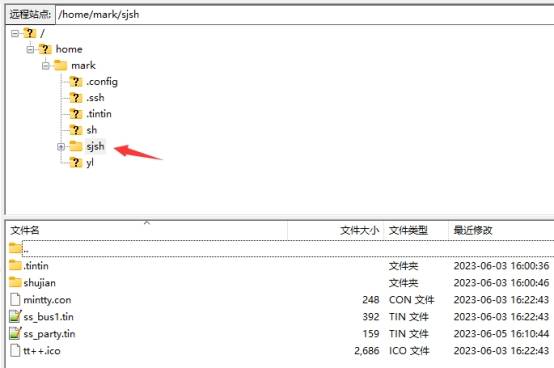 远程站点: /home/mark/sjsh
/
home
mark
.config
.ssh
.tintin
sh
sjsh
yl
文件名 文件大小 文件类型 最近修改
..
.tintin 文件夹 2023-06-03 16:00:36
shujian 文件夹 2023-06-03 16:00:46
mintty.con 248 CON 文件 2023-06-03 16:22:43
ss_bus1.tin 392 TIN 文件 2023-06-03 16:22:43
ss_party.tin 159 TIN 文件 2023-06-05 16:10:44
tt++.ico 2,686 ICO 文件 2023-06-03 16:22:43